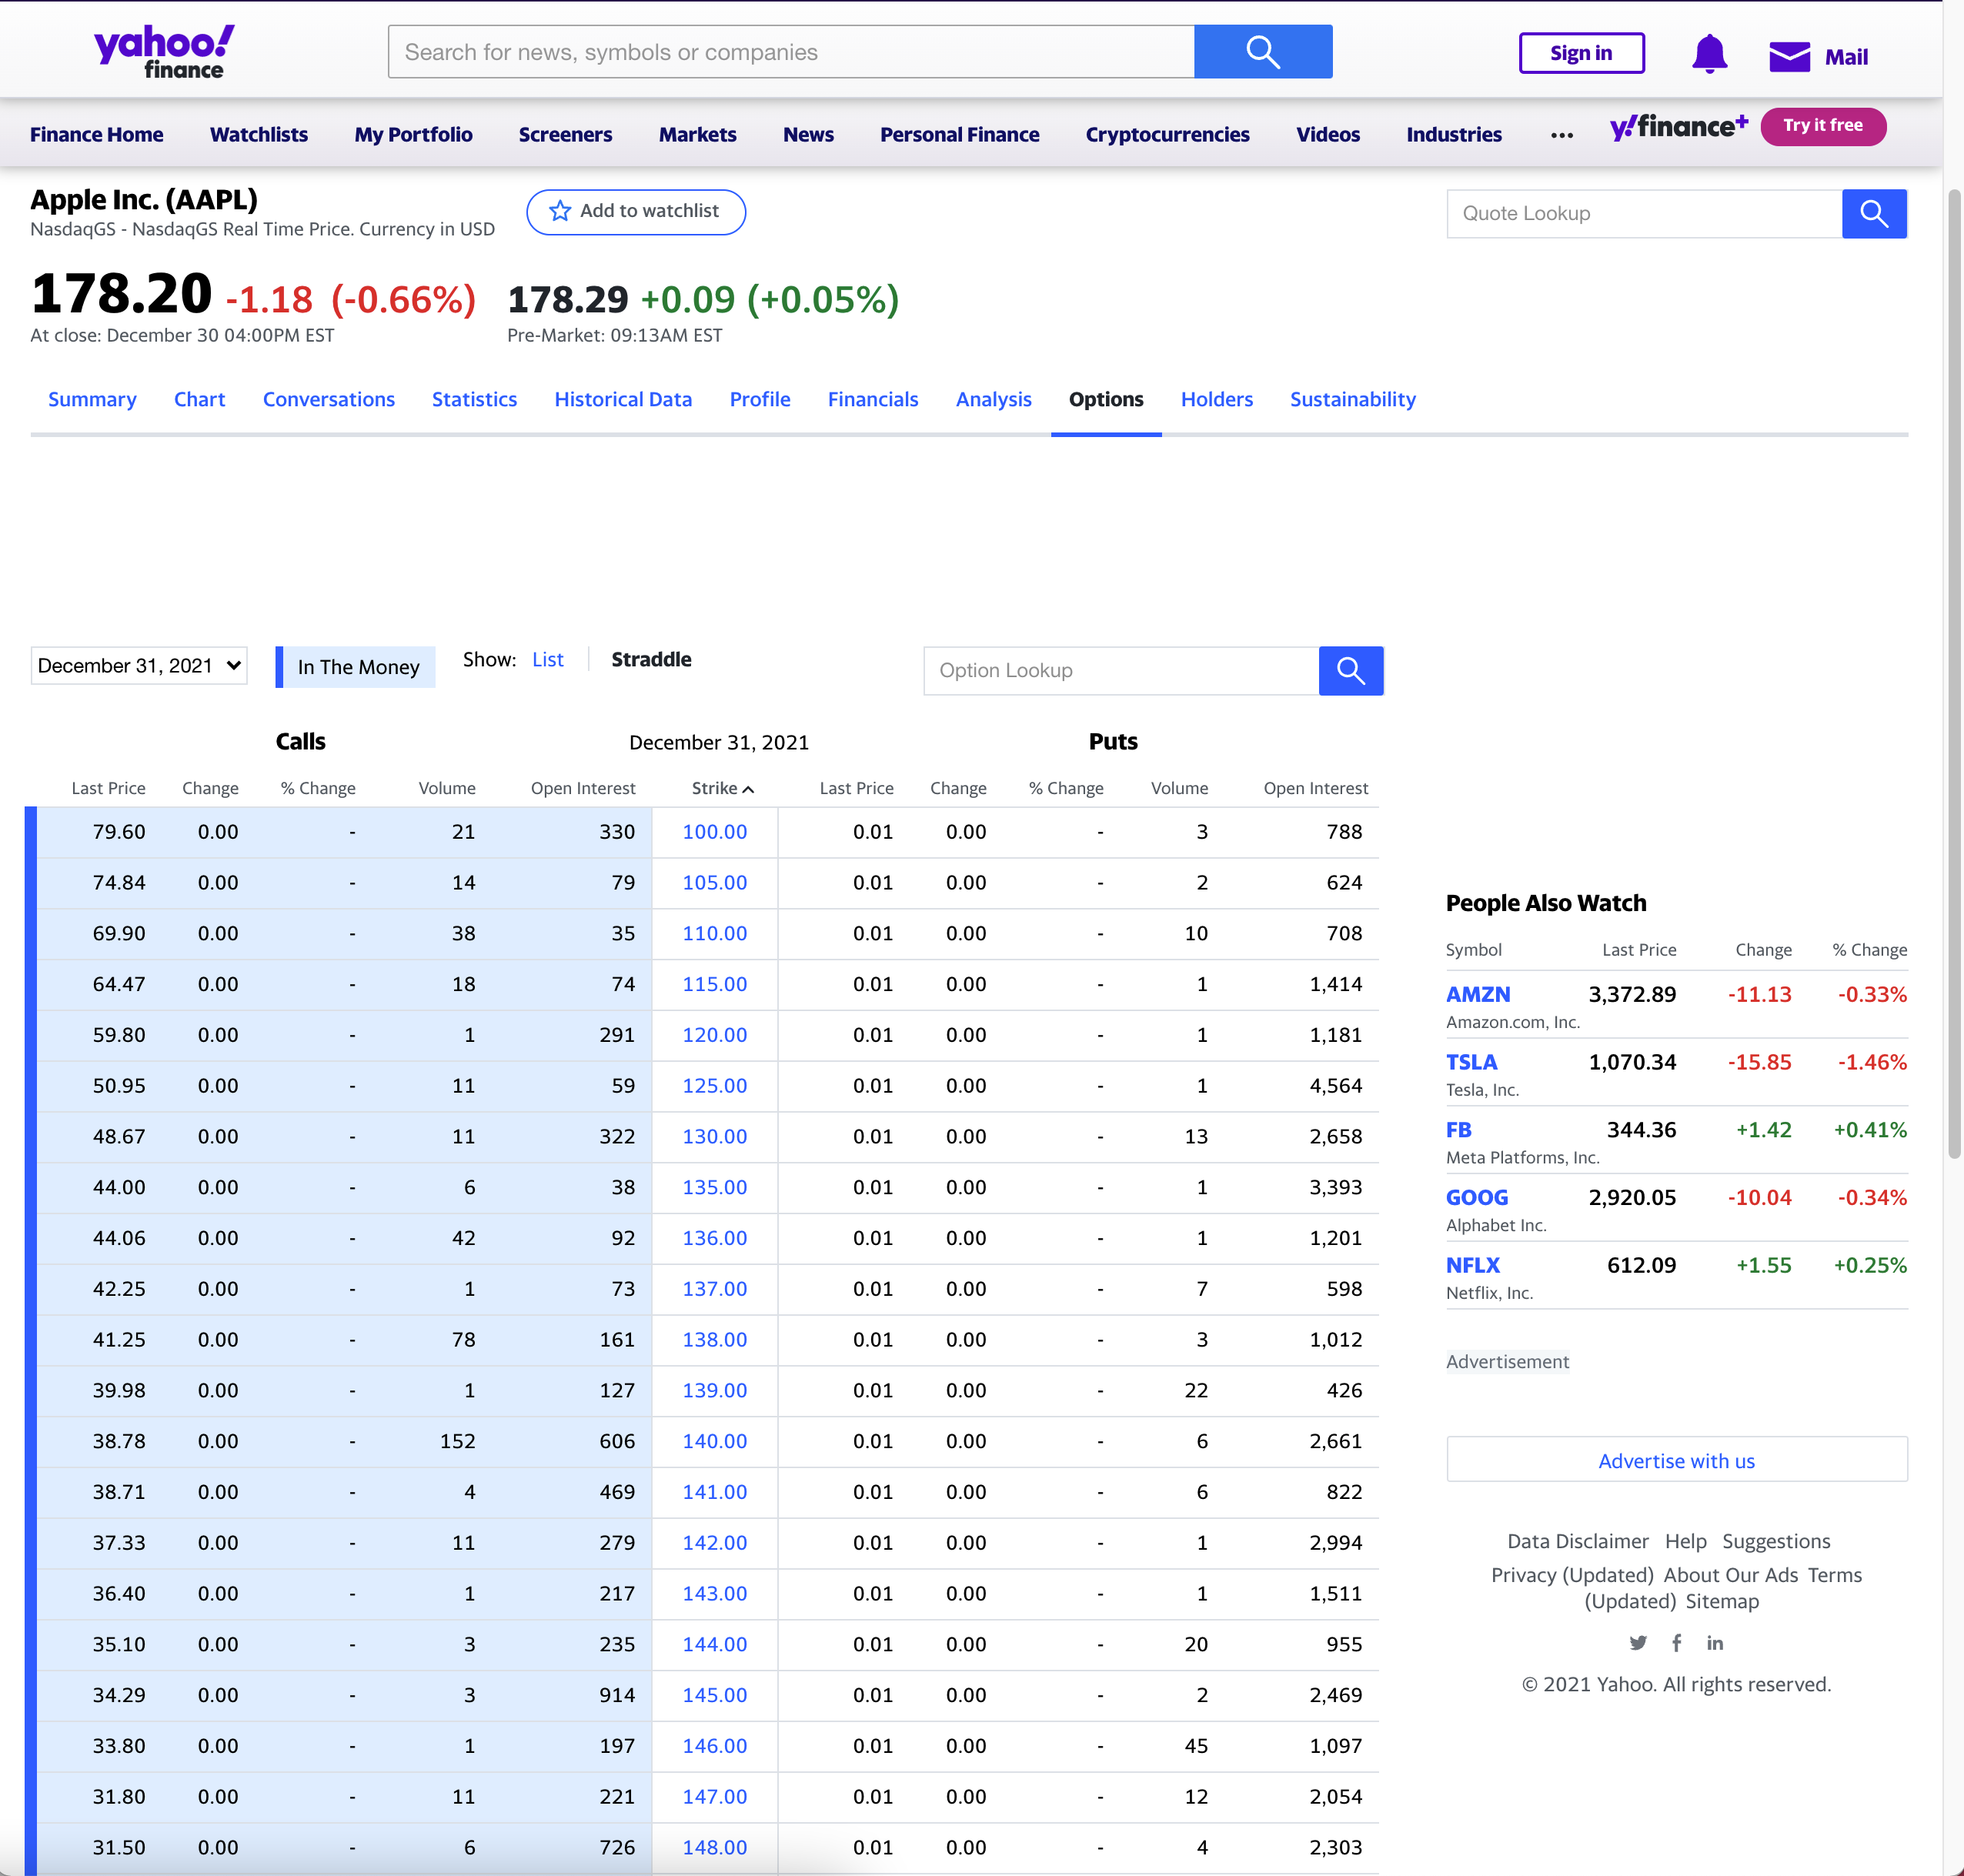 yahoo!
finance
Search for news, symbols or companies
Sign in
Mail
Finance Home Watchlists My Portfolio Screeners Markets News Personal Finance Cryptocurrencies Videos Industries ••• y!finance+ Try it free
Apple Inc. (AAPL)
NasdaqGS - NasdaqGS Real Time Price. Currency in USD
Add to watchlist
Quote Lookup
178.20 -1.18 (-0.66%) 178.29 +0.09 (+0.05%)
At close: December 30 04:00PM EST Pre-Market: 09:13AM EST
Summary Chart Conversations Statistics Historical Data Profile Financials Analysis Options Holders Sustainability
December 31, 2021 In The Money Show: List Straddle Option Lookup
Calls December 31, 2021 Puts
Last Price Change % Change Volume Open Interest Strike Last Price Change % Change Volume Open Interest
79.60 0.00 - 21 330 100.00 0.01 0.00 - 3 788
74.84 0.00 - 14 79 105.00 0.01 0.00 - 2 624
69.90 0.00 - 38 35 110.00 0.01 0.00 - 10 708
64.47 0.00 - 18 74 115.00 0.01 0.00 - 1 1,414
59.80 0.00 - 1 291 120.00 0.01 0.00 - 1 1,181
50.95 0.00 - 11 59 125.00 0.01 0.00 - 1 4,564
48.67 0.00 - 11 322 130.00 0.01 0.00 - 13 2,658
44.00 0.00 - 6 38 135.00 0.01 0.00 - 1 3,393
44.06 0.00 - 42 92 136.00 0.01 0.00 - 1 1,201
42.25 0.00 - 1 73 137.00 0.01 0.00 - 7 598
41.25 0.00 - 78 161 138.00 0.01 0.00 - 3 1,012
39.98 0.00 - 1 127 139.00 0.01 0.00 - 22 426
38.78 0.00 - 152 606 140.00 0.01 0.00 - 6 2,661
38.71 0.00 - 4 469 141.00 0.01 0.00 - 6 822
37.33 0.00 - 11 279 142.00 0.01 0.00 - 1 2,994
36.40 0.00 - 1 217 143.00 0.01 0.00 - 1 1,511
35.10 0.00 - 3 235 144.00 0.01 0.00 - 20 955
34.29 0.00 - 3 914 145.00 0.01 0.00 - 2 2,469
33.80 0.00 - 1 197 146.00 0.01 0.00 - 45 1,097
31.80 0.00 - 11 221 147.00 0.01 0.00 - 12 2,054
31.50 0.00 - 6 726 148.00 0.01 0.00 - 4 2,303
People Also Watch
Symbol Last Price Change % Change
AMZN 3,372.89 -11.13 -0.33%
Amazon.com, Inc.
TSLA 1,070.34 -15.85 -1.46%
Tesla, Inc.
FB 344.36 +1.42 +0.41%
Meta Platforms, Inc.
GOOG 2,920.05 -10.04 -0.34%
Alphabet Inc.
NFLX 612.09 +1.55 +0.25%
Netflix, Inc.
Advertisement
Advertise with us
Data Disclaimer Help Suggestions
Privacy (Updated) About Our Ads Terms
(Updated) Sitemap
© 2021 Yahoo. All rights reserved.